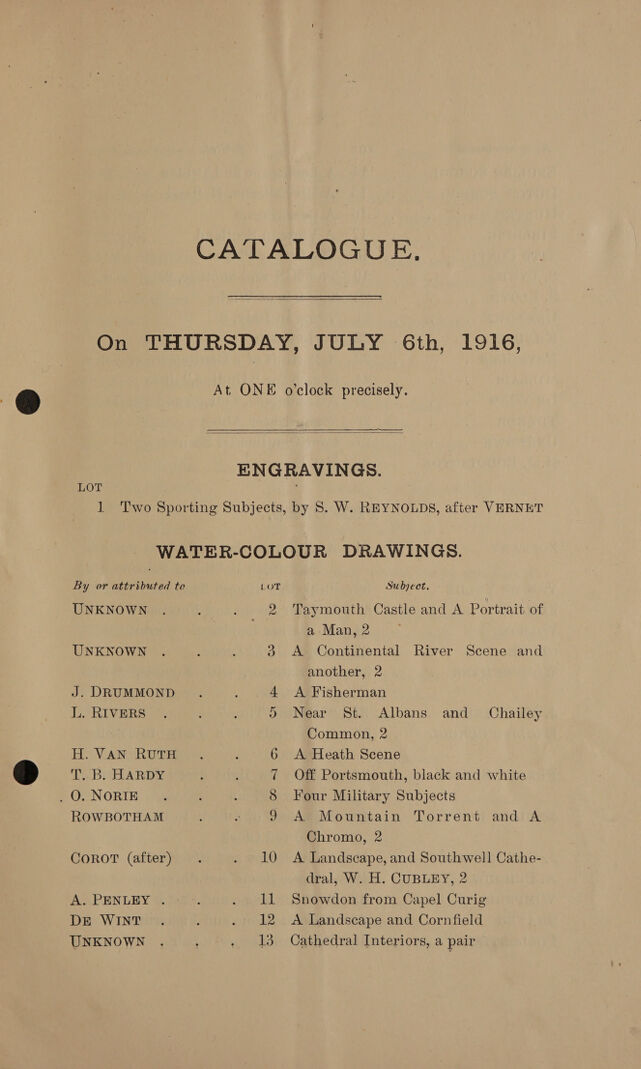 CATALOGUE.
On THURSDAY, JULY 6th, 1916,
At ONE o'clock precisely.
ENGRAVINGS.
LOT
1 Two Sporting Subjects, by S. W. REYNOLDS, after VERNET
WATER-COLOUR DRAWINGS.
By or attributed to LOT Subject.
UNKNOWN . . . 2 Taymouth Castle and A Portrait of
a Man, 2
UNKNOWN . . . 3 A Continental River Scene and
another, 2
J. DRUMMOND . . 4 A Fisherman
L. RIVERS . . . 5 Near St. Albans and Chailey
Common, 2
H. VAN RUTH . . 6 A Heath Scene
T. B. HARDY . . 7 Off Portsmouth, black and white
O. NORIE . . . 8 Four Military Subjects
ROWBOTHAM . . 9 A Mountain Torrent and A
Chromo, 2
COROT (after) . . 10 A Landscape, and Southwell Cathe-
dral, W. H. CUBLEY, 2
A. PENLEY . . . 11 Snowdon from Capel Curig
DE WINT . . . 12 A Landscape and Cornfield
UNKNOWN . . . 13 Cathedral Interiors, a pair